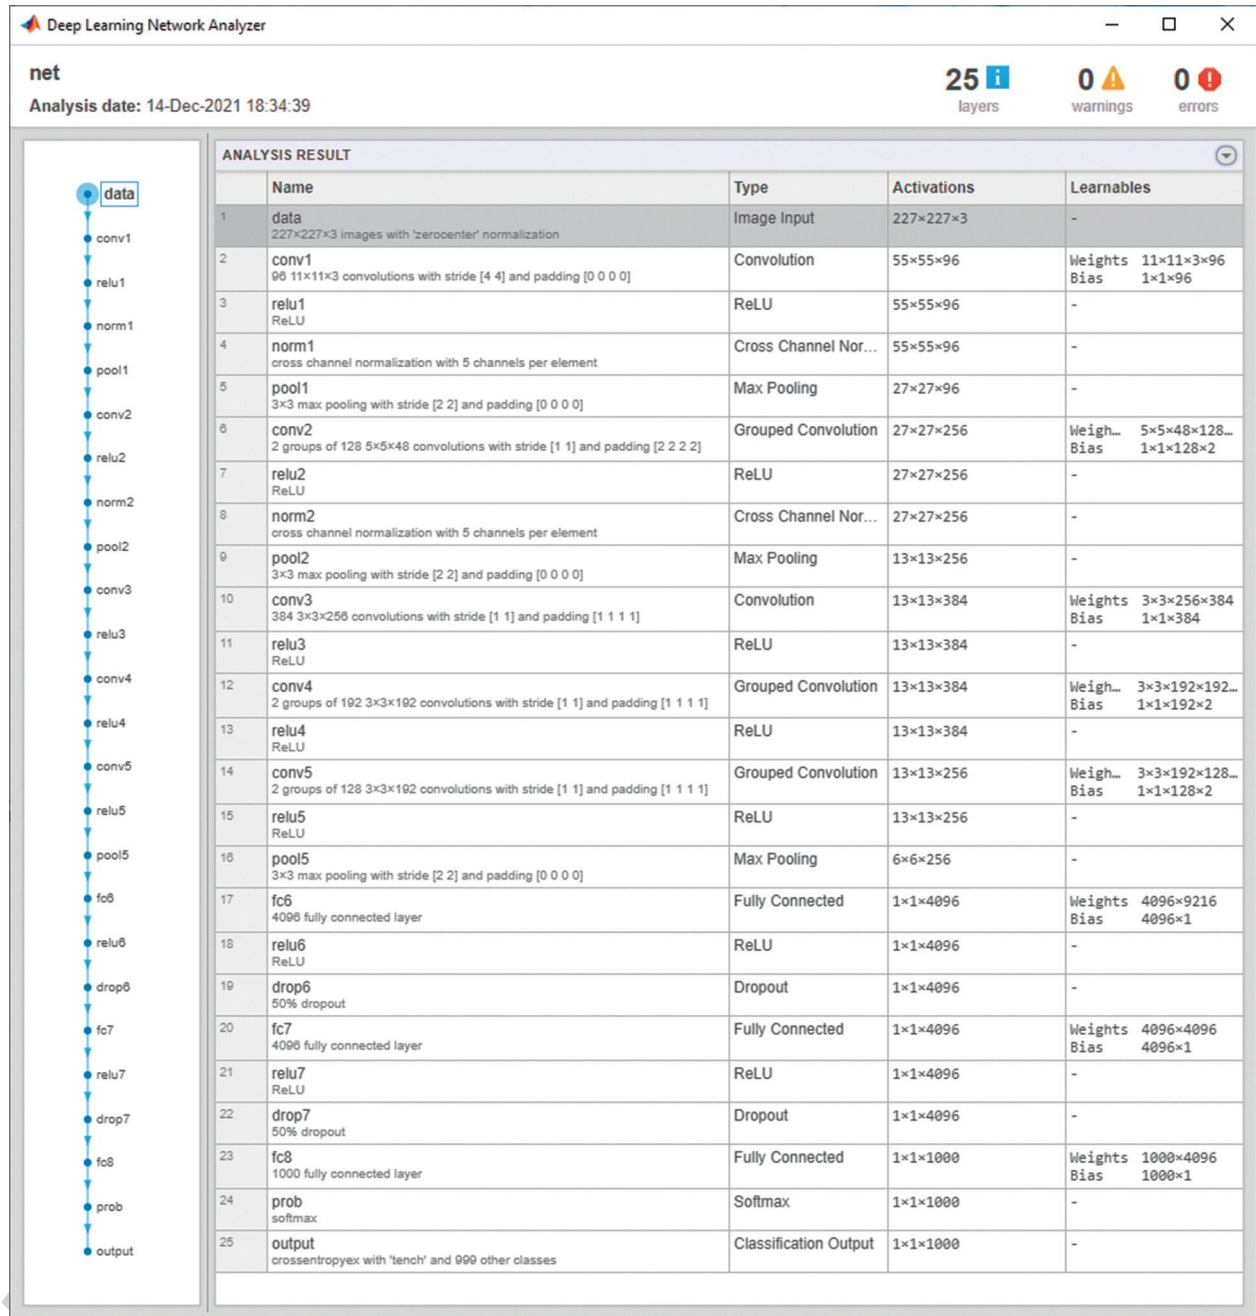 Deep Learning Network Analyzer
net
Analysis date: 14-Dec-2021 18:34:39
25 i
layers
0
warnings
0
errors
data
conv1
relu1
norm1
pool1
conv2
relu2
norm2
pool2
conv3
relu3
conv4
relu4
conv5
relu5
pool5
fc6
relu6
drop6
fc7
relu7
drop7
fc8
prob
output
ANALYSIS RESULT
Name Type Activations Learnables
1 data Image Input 227×227×3 -
227×227×3 images with 'zerocenter' normalization
2 conv1 Convolution 55×55×96 Weights 11×11×3×96
96 11×11×3 convolutions with stride [4 4] and padding [0 0 0 0] Bias 1×1×96
3 relu1 ReLU 55×55×96 -
ReLU
4 norm1 Cross Channel Nor... 55×55×96 -
cross channel normalization with 5 channels per element
5 pool1 Max Pooling 27×27×96 -
3×3 max pooling with stride [2 2] and padding [0 0 0 0]
6 conv2 Grouped Convolution 27×27×256 Weigh… 5×5×48×128…
2 groups of 128 5×5×48 convolutions with stride [1 1] and padding [2 2 2 2] Bias 1×1×128×2
7 relu2 ReLU 27×27×256 -
ReLU
8 norm2 Cross Channel Nor... 27×27×256 -
cross channel normalization with 5 channels per element
9 pool2 Max Pooling 13×13×256 -
3×3 max pooling with stride [2 2] and padding [0 0 0 0]
10 conv3 Convolution 13×13×384 Weights 3×3×256×384
384 3×3×256 convolutions with stride [1 1] and padding [1 1 1 1] Bias 1×1×384
11 relu3 ReLU 13×13×384 -
ReLU
12 conv4 Grouped Convolution 13×13×384 Weigh… 3×3×192×192…
2 groups of 192 3×3×192 convolutions with stride [1 1] and padding [1 1 1 1] Bias 1×1×192×2
13 relu4 ReLU 13×13×384 -
ReLU
14 conv5 Grouped Convolution 13×13×256 Weigh… 3×3×192×128…
2 groups of 128 3×3×192 convolutions with stride [1 1] and padding [1 1 1 1] Bias 1×1×128×2
15 relu5 ReLU 13×13×256 -
ReLU
16 pool5 Max Pooling 6×6×256 -
3×3 max pooling with stride [2 2] and padding [0 0 0 0]
17 fc6 Fully Connected 1×1×4096 Weights 4096×9216
4096 fully connected layer Bias 4096×1
18 relu6 ReLU 1×1×4096 -
ReLU
19 drop6 Dropout 1×1×4096 -
50% dropout
20 fc7 Fully Connected 1×1×4096 Weights 4096×4096
4096 fully connected layer Bias 4096×1
21 relu7 ReLU 1×1×4096 -
ReLU
22 drop7 Dropout 1×1×4096 -
50% dropout
23 fc8 Fully Connected 1×1×1000 Weights 1000×4096
1000 fully connected layer Bias 1000×1
24 prob Softmax 1×1×1000 -
softmax
25 output Classification Output 1×1×1000 -
crossentropyex with 'tench' and 999 other classes